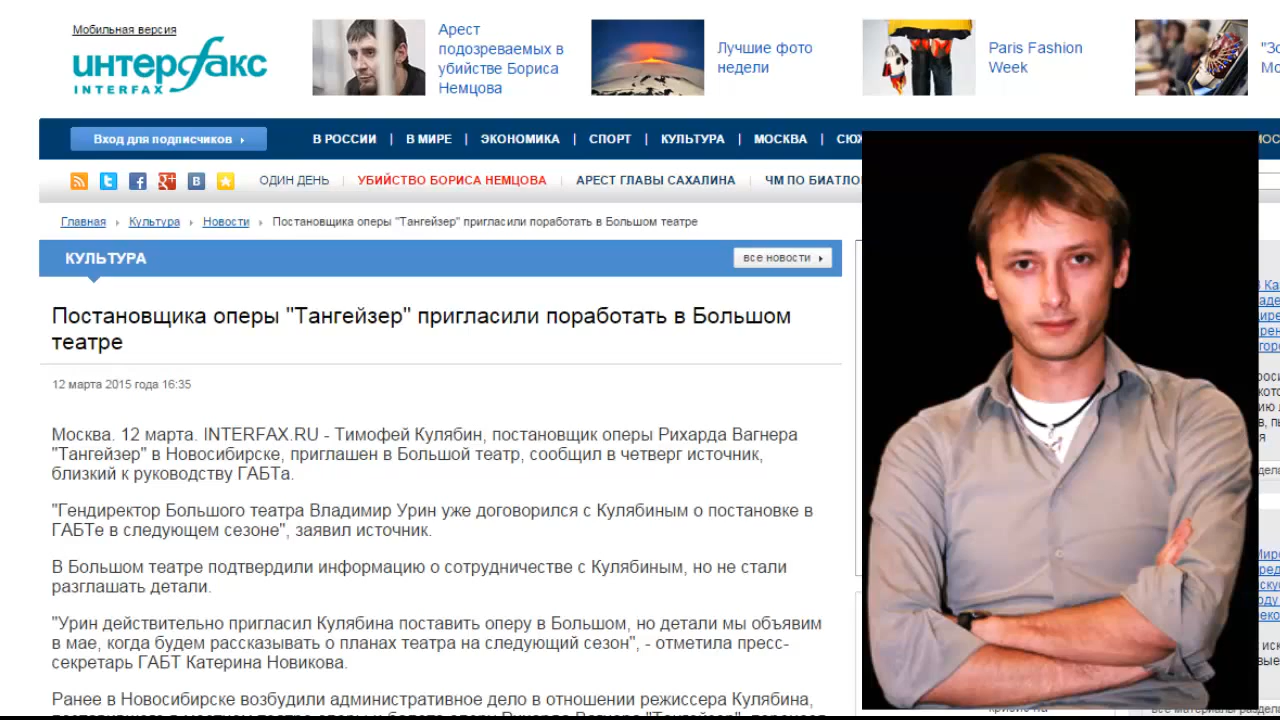 Мобильная версия
интерфакс
INTERFAX
Арест
подозреваемых в
убийстве Бориса
Немцова
Лучшие фото
недели
Paris Fashion
Week
Вход для подписчиков
В РОССИИ | В МИРЕ | ЭКОНОМИКА | СПОРТ | КУЛЬТУРА | МОСКВА |
ОДИН ДЕНЬ | УБИЙСТВО БОРИСА НЕМЦОВА | АРЕСТ ГЛАВЫ САХАЛИНА | ЧМ ПО
Главная Культура Новости Постановщика оперы "Тангейзер" пригласили поработать в Большом театре
КУЛЬТУРА
все новости
Постановщика оперы "Тангейзер" пригласили поработать в Большом
театре
12 марта 2015 года 16:35
Москва. 12 марта. INTERFAX.RU - Тимофей Кулябин, постановщик оперы Рихарда Вагнера
"Тангейзер" в Новосибирске, приглашен в Большой театр, сообщил в четверг источник,
близкий к руководству ГАБТа.
"Гендиректор Большого театра Владимир Урин уже договорился с Кулябиным о постановке в
ГАБТе в следующем сезоне", заявил источник.
В Большом театре подтвердили информацию о сотрудничестве с Кулябиным, но не стали
разглашать детали.
"Урин действительно пригласил Кулябина поставить оперу в Большом, но детали мы объявим
в мае, когда будем рассказывать о планах театра на следующий сезон", - отметила пресс-
секретарь ГАБТ Катерина Новикова.
Ранее в Новосибирске возбудили административное дело в отношении режиссера Кулябина,